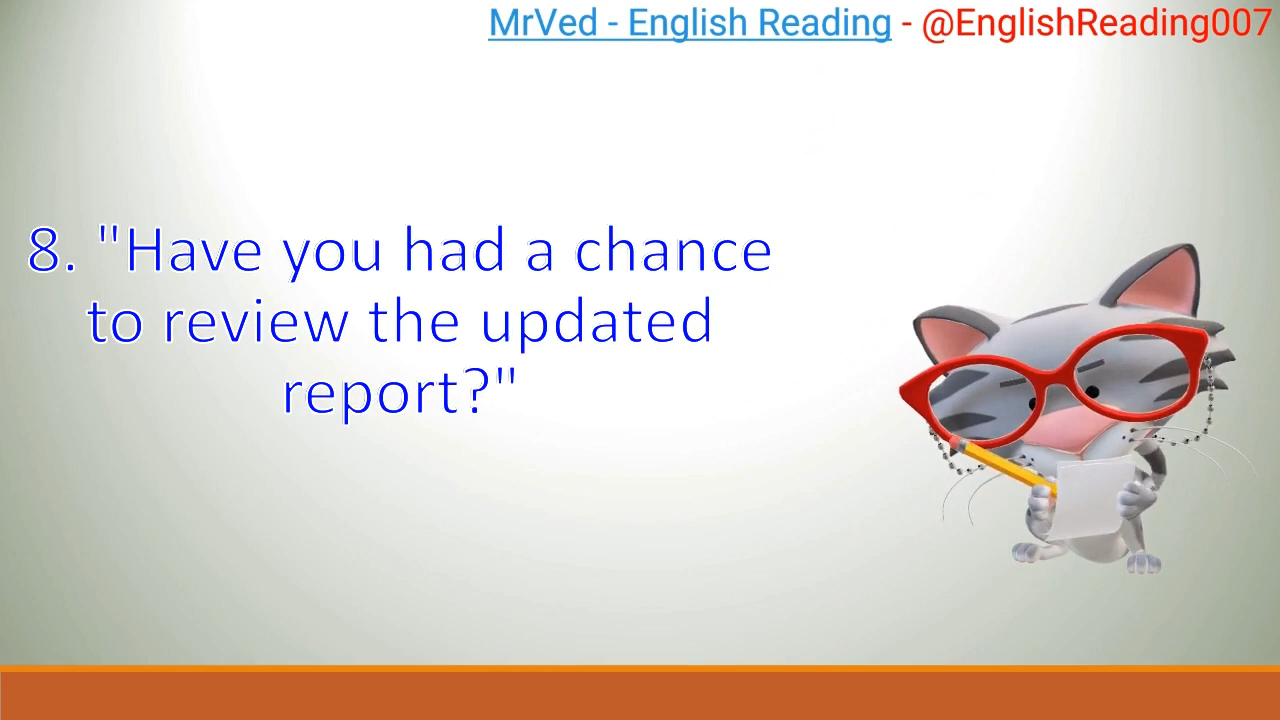 MrVed - English Reading - @EnglishReading007
8. "Have you had a chance
to review the updated
report?"